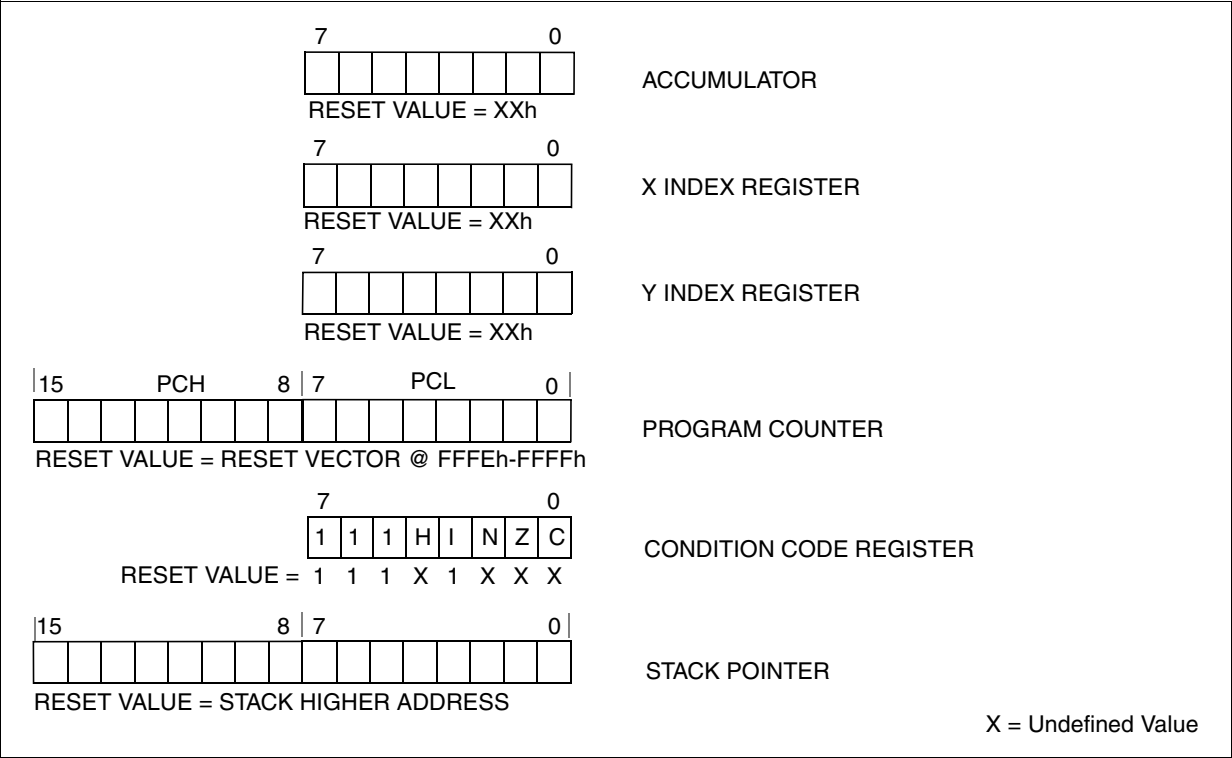 7 0
ACCUMULATOR
RESET VALUE = XXh
7 0
X INDEX REGISTER
RESET VALUE = XXh
7 0
Y INDEX REGISTER
RESET VALUE = XXh
15 PCH 8 7 PCL 0
PROGRAM COUNTER
RESET VALUE = RESET VECTOR @ FFFEh-FFFFh
7 0
1 1 1 H I N Z C
CONDITION CODE REGISTER
RESET VALUE = 1 1 1 X 1 X X X
15 8 7 0
STACK POINTER
RESET VALUE = STACK HIGHER ADDRESS
X = Undefined Value